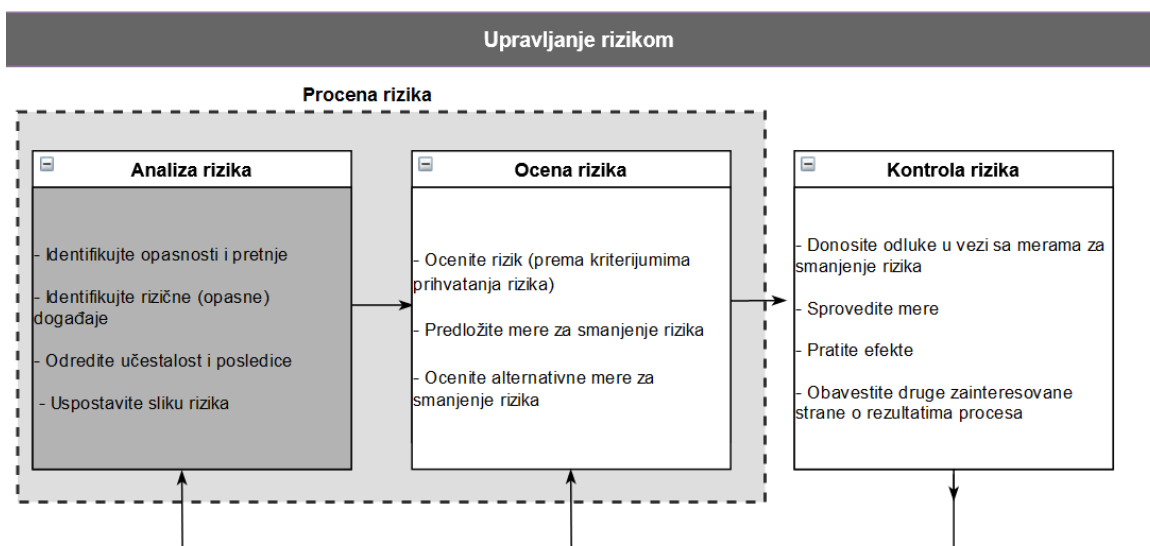 Upravljanje rizikom
Procena rizika
Analiza rizika
- Identifikujte opasnosti i pretnje
- Identifikujte rizične (opasne)
događaje
- Odredite učestalost i posledice
- Uspostavite sliku rizika
Ocena rizika
- Ocenite rizik (prema kriterijumima
prihvatanja rizika)
- Predložite mere za smanjenje rizika
- Ocenite alternativne mere za
smanjenje rizika
Kontrola rizika
- Donosite odluke u vezi sa merama za
smanjenje rizika
- Sprovedite mere
- Pratite efekte
- Obavestite druge zainteresovane
strane o rezultatima procesa